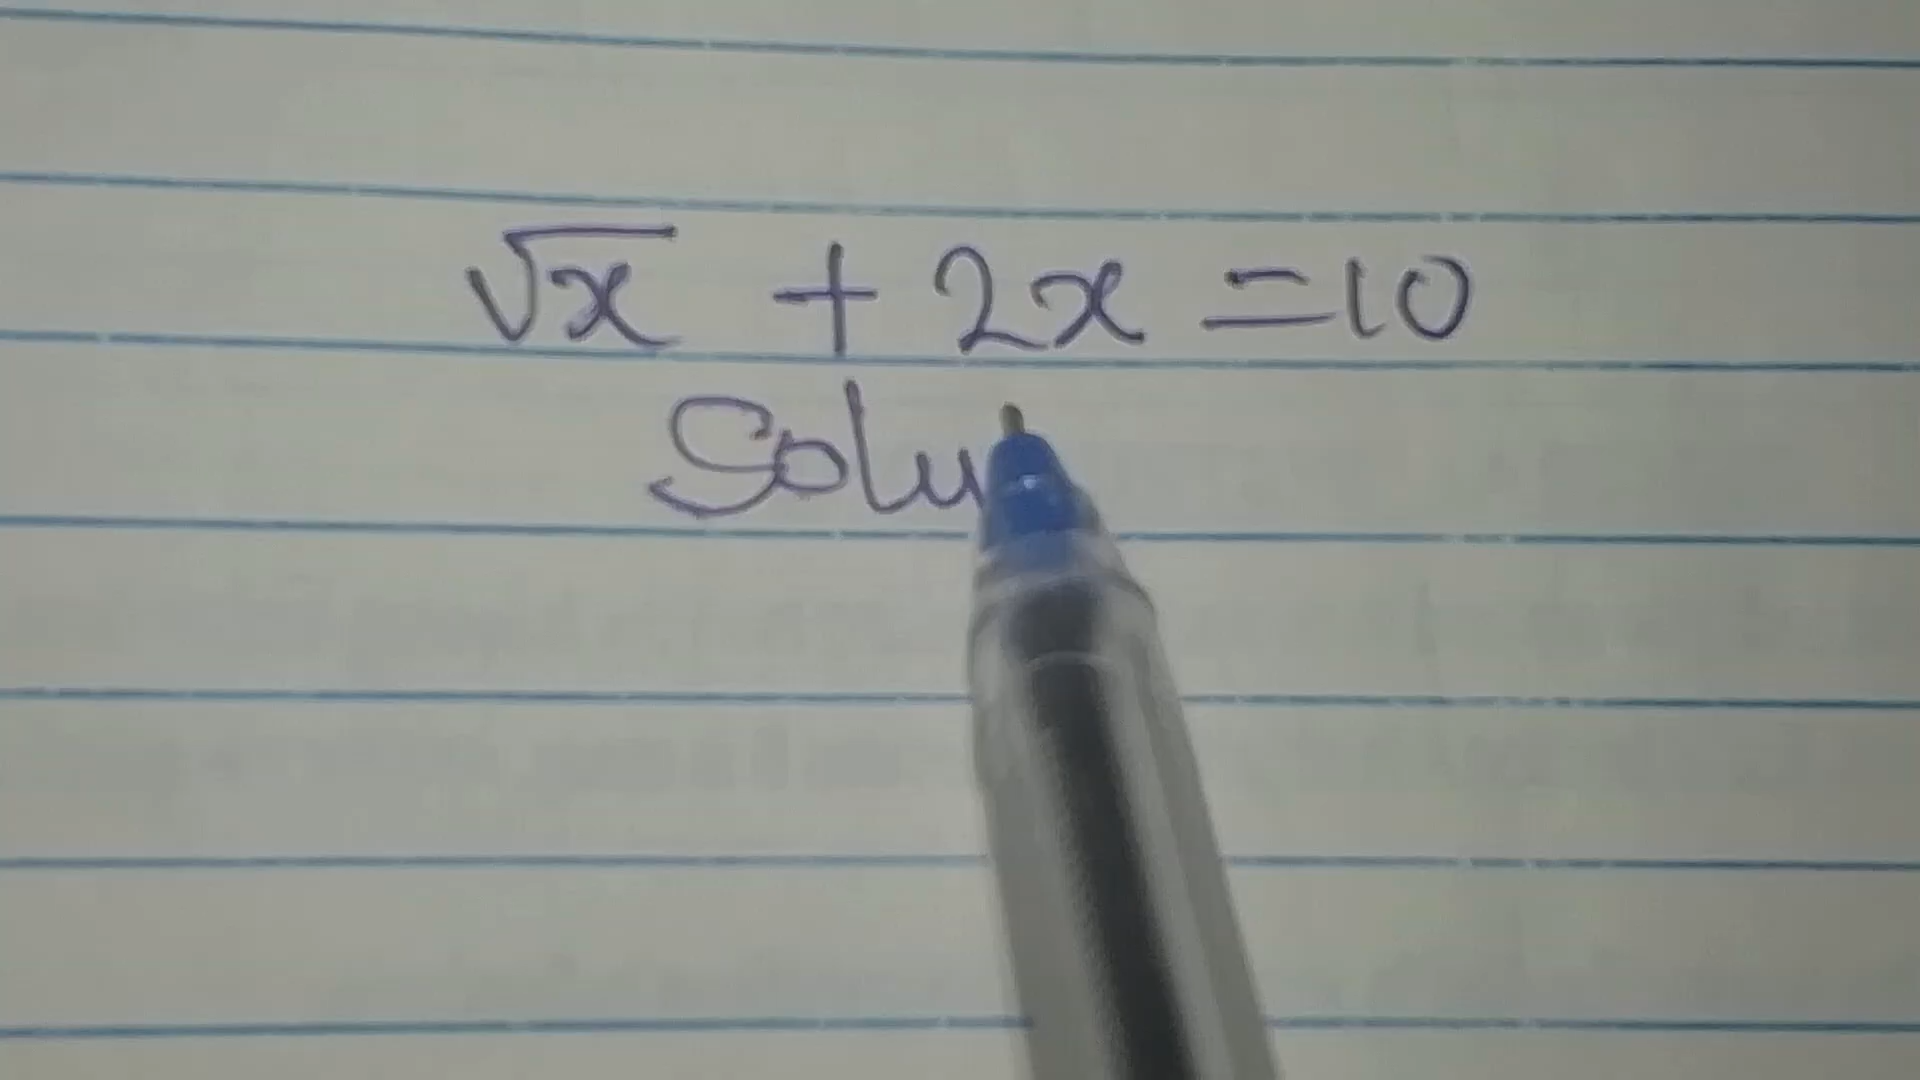 √x + 2x = 10
Solu